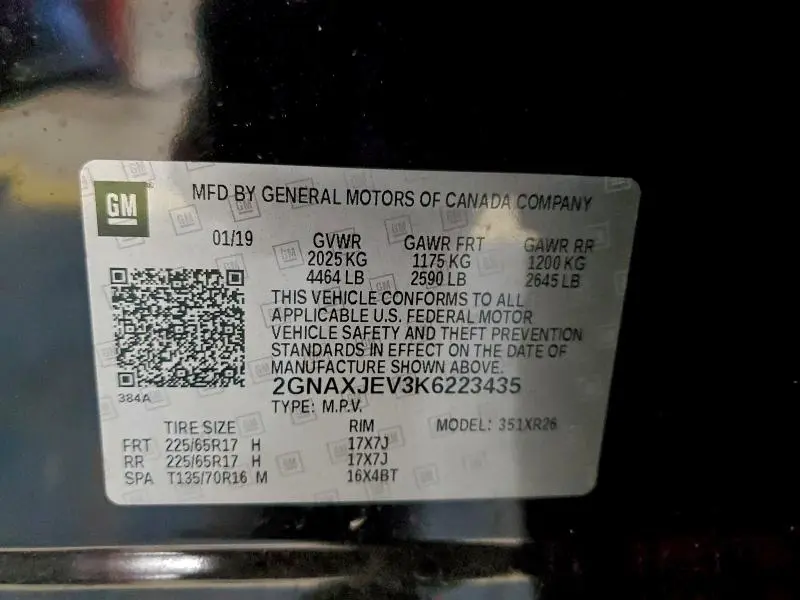 GM
MFD BY GENERAL MOTORS OF CANADA COMPANY
01/19 GVWR GAWR FRT GAWR RR
2025 KG 1175 KG 1200 KG
4464 LB 2590 LB 2645 LB
THIS VEHICLE CONFORMS TO ALL
APPLICABLE U.S. FEDERAL MOTOR
VEHICLE SAFETY AND THEFT PREVENTION
STANDARDS IN EFFECT ON THE DATE OF
MANUFACTURE SHOWN ABOVE.
384A
2GNAXJEV3K6223435
TYPE: M.P.V.
TIRE SIZE RIM MODEL: 351XR26
FRT 225/65R17 H 17X7J
RR 225/65R17 H 17X7J
SPA T135/70R16 M 16X4BT